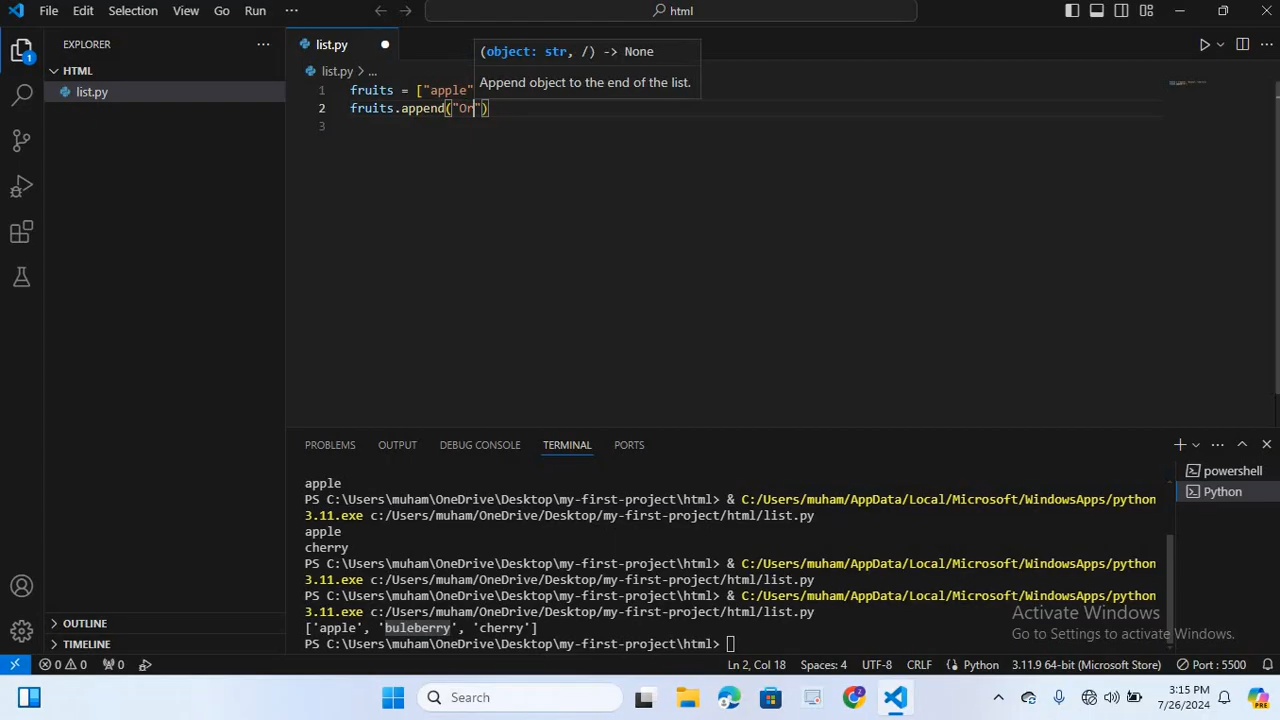 File Edit Selection View Go Run ... html
EXPLORER ... list.py
(object: str, /) -> None
HTML
list.py > ...
Append object to the end of the list.
list.py
1 fruits = ["apple"
2 fruits.append("On")
3
PROBLEMS OUTPUT DEBUG CONSOLE TERMINAL PORTS
apple
PS C:\Users\muham\OneDrive\Desktop\my-first-project\html> & C:/Users/muham/AppData/Local/Microsoft/WindowsApps/python
3.11.exe c:/Users/muham/OneDrive/Desktop/my-first-project/html/list.py
apple
cherry
PS C:\Users\muham\OneDrive\Desktop\my-first-project\html> & C:/Users/muham/AppData/Local/Microsoft/WindowsApps/python
3.11.exe c:/Users/muham/OneDrive/Desktop/my-first-project/html/list.py
PS C:\Users\muham\OneDrive\Desktop\my-first-project\html> & C:/Users/muham/AppData/Local/Microsoft/WindowsApps/python
3.11.exe c:/Users/muham/OneDrive/Desktop/my-first-project/html/list.py
['apple', 'buleberry', 'cherry']
PS C:\Users\muham\OneDrive\Desktop\my-first-project\html>
powershell
Python
OUTLINE
TIMELINE
Activate Windows
Go to Settings to activate Windows.
0 0 0 Ln 2, Col 18 Spaces: 4 UTF-8 CRLF Python 3.11.9 64-bit (Microsoft Store) Port : 5500
Search
3:15 PM
7/26/2024
PRE
1